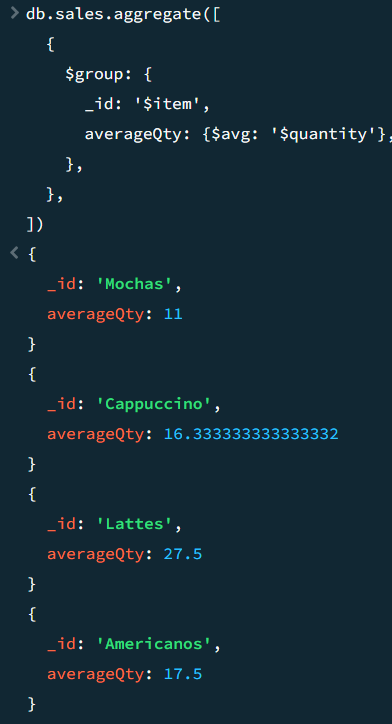 > db.sales.aggregate([
{
$group: {
_id: '$item',
averageQty: {$avg: '$quantity'},
},
},
])
< {
_id: 'Mochas',
averageQty: 11
}
{
_id: 'Cappuccino',
averageQty: 16.333333333333332
}
{
_id: 'Lattes',
averageQty: 27.5
}
{
_id: 'Americanos',
averageQty: 17.5
}